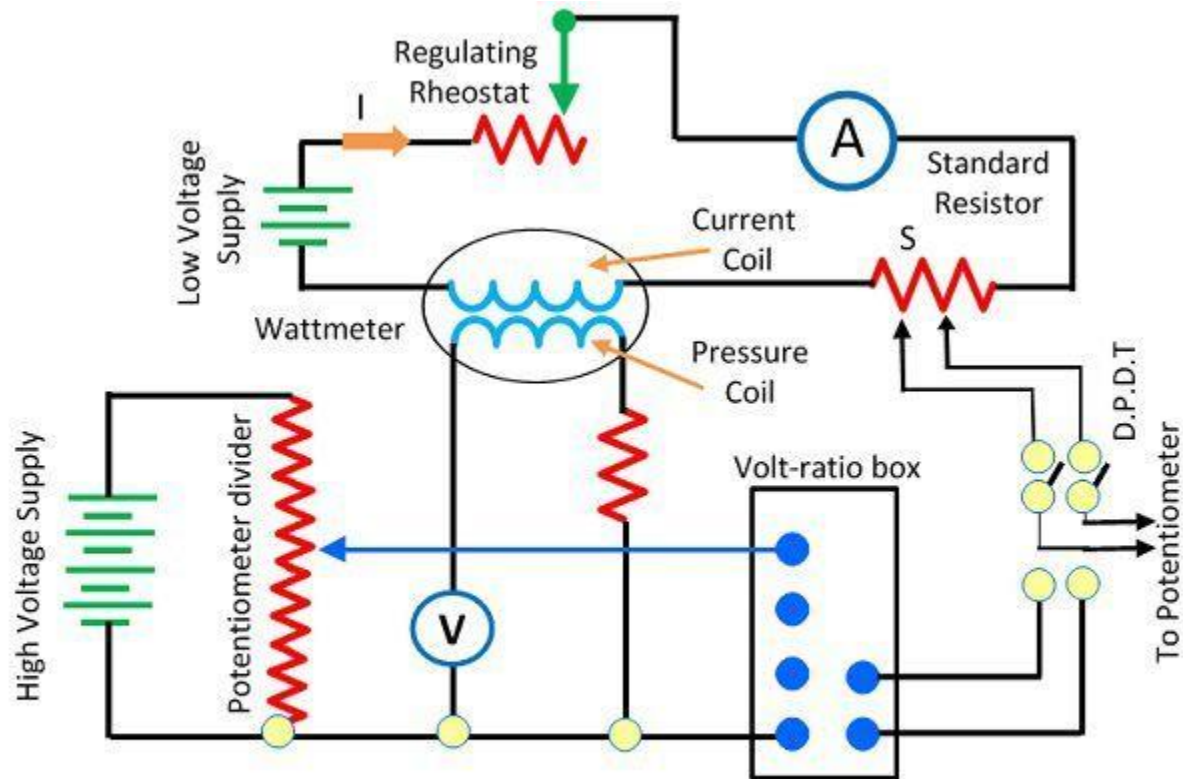 Regulating
Rheostat
I
A
Standard
Resistor
Low Voltage
Supply
Current
Coil
S
Wattmeter
Pressure
Coil
D.P.D.T
High Voltage Supply
Potentiometer divider
Volt-ratio box
V
To Potentiometer